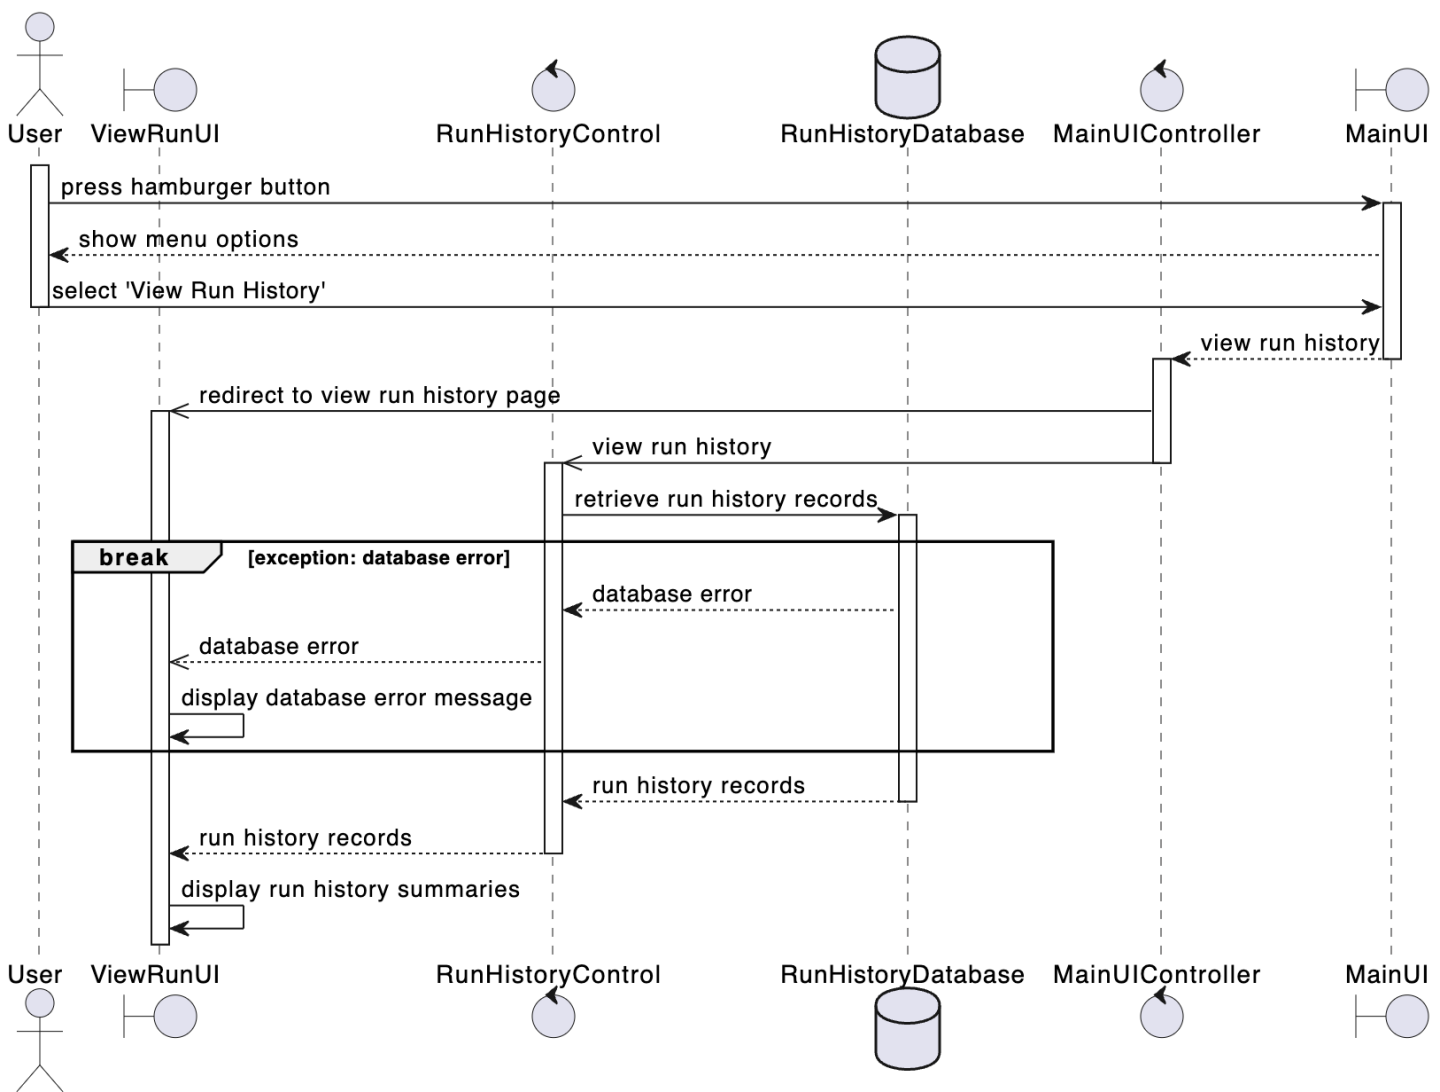 User
ViewRunUI
RunHistoryControl
RunHistoryDatabase
MainUIController
MainUI
press hamburger button
show menu options
select 'View Run History'
view run history
redirect to view run history page
view run history
retrieve run history records
break
[exception: database error]
database error
database error
display database error message
run history records
run history records
display run history summaries
User
ViewRunUI
RunHistoryControl
RunHistoryDatabase
MainUIController
MainUI